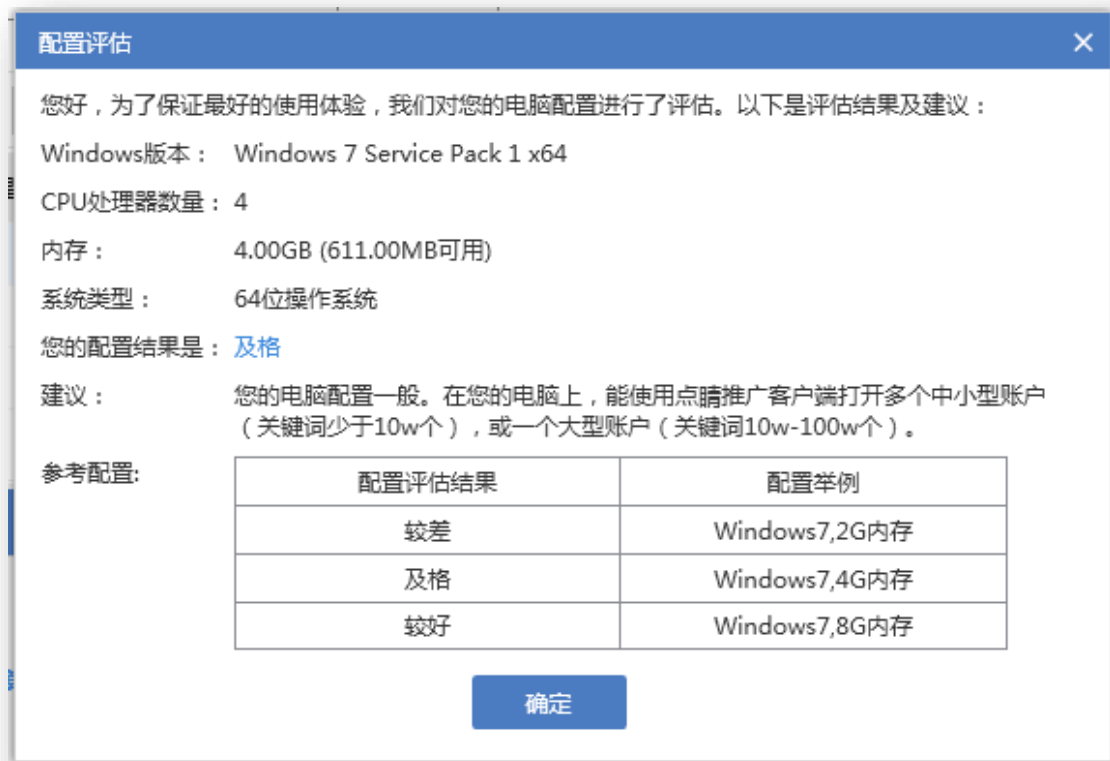 配置评估
您好，为了保证最好的使用体验，我们对您的电脑配置进行了评估。以下是评估结果及建议：
Windows版本： Windows 7 Service Pack 1 x64
CPU处理器数量： 4
内存： 4.00GB (611.00MB可用)
系统类型： 64位操作系统
您的配置结果是： 及格
建议： 您的电脑配置一般。在您的电脑上，能使用点睛推广客户端打开多个中小型账户
（关键词少于10w个），或一个大型账户（关键词10w-100w个）。
参考配置:
配置评估结果 配置举例
较差 Windows7,2G内存
及格 Windows7,4G内存
较好 Windows7,8G内存
确定